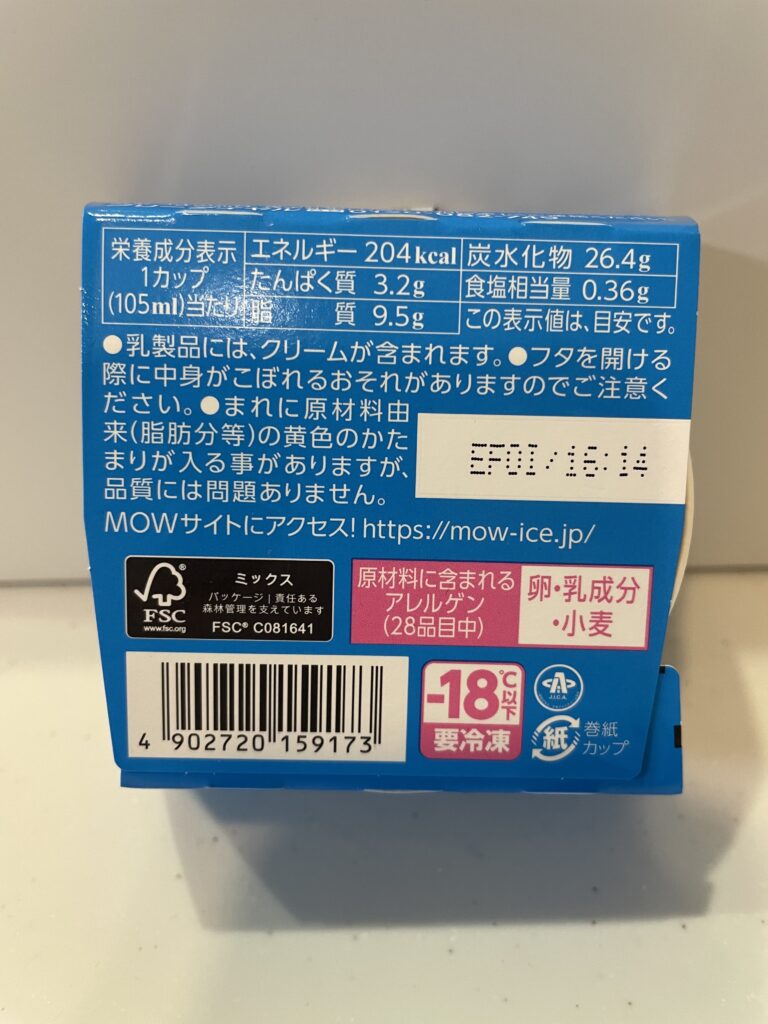 栄養成分表示
1カップ
(105ml)当たり
エネルギー 204kcal
たんぱく質 3.2g
脂 質 9.5g
炭水化物 26.4g
食塩相当量 0.36g
この表示値は、目安です。
●乳製品には、クリームが含まれます。●フタを開ける
際に中身がこぼれるおそれがありますのでご注意く
ださい。●まれに原材料由
来(脂肪分等)の黄色のかた
まりが入る事がありますが、
品質には問題ありません。
EF01/16:14
MOWサイトにアクセス! https://mow-ice.jp/
FSC
www.fsc.org
ミックス
パッケージ|責任ある
森林管理を支えています
FSC® C081641
原材料に含まれる
アレルゲン
(28品目中)
卵・乳成分
・小麦
4 902720 159173
-18℃以下
要冷凍
J.I.C.A.
紙
巻紙
カップ